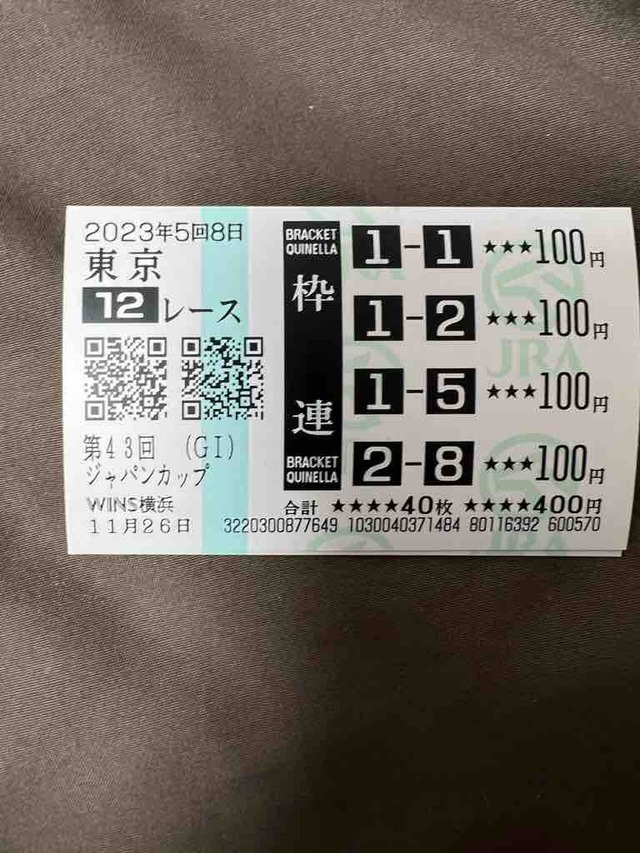 2023年5回8日
東京
12レース
第43回 (GI)
ジャパンカップ
WINS横浜
11月26日
BRACKET
QUINELLA
枠
連
BRACKET
QUINELLA
1-1 ★★★100円
1-2 ★★★100円
1-5 ★★★100円
2-8 ★★★100円
合計 ★★★★40枚 ★★★★400円
3220300877649 1030040371484 80116392 600570
JRA
JRA